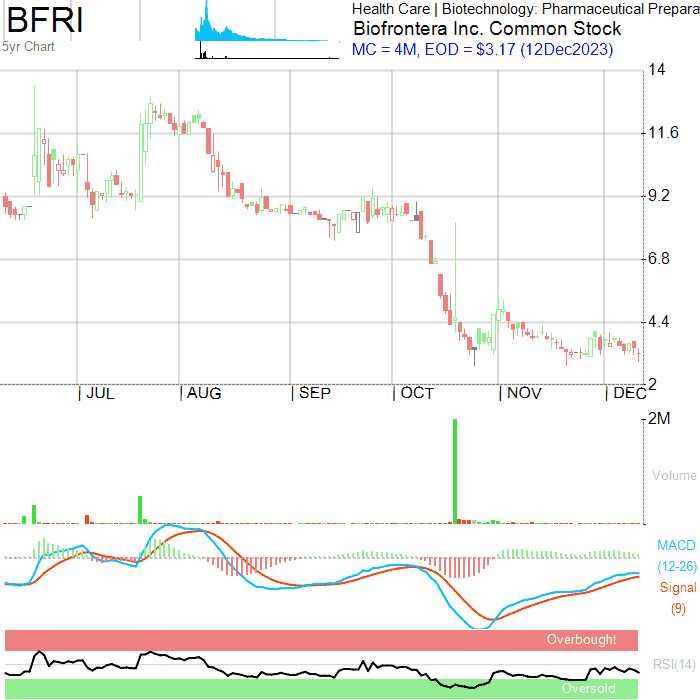 BFRI
5yr Chart
Health Care | Biotechnology: Pharmaceutical Prepara
Biofrontera Inc. Common Stock
MC = 4M, EOD = $3.17 (12Dec2023)
14
11.6
9.2
6.8
4.4
2
JUL
AUG
SEP
OCT
NOV
DEC
2M
Volume
MACD
(12-26)
Signal
(9)
Overbought
RSI(14)
Oversold